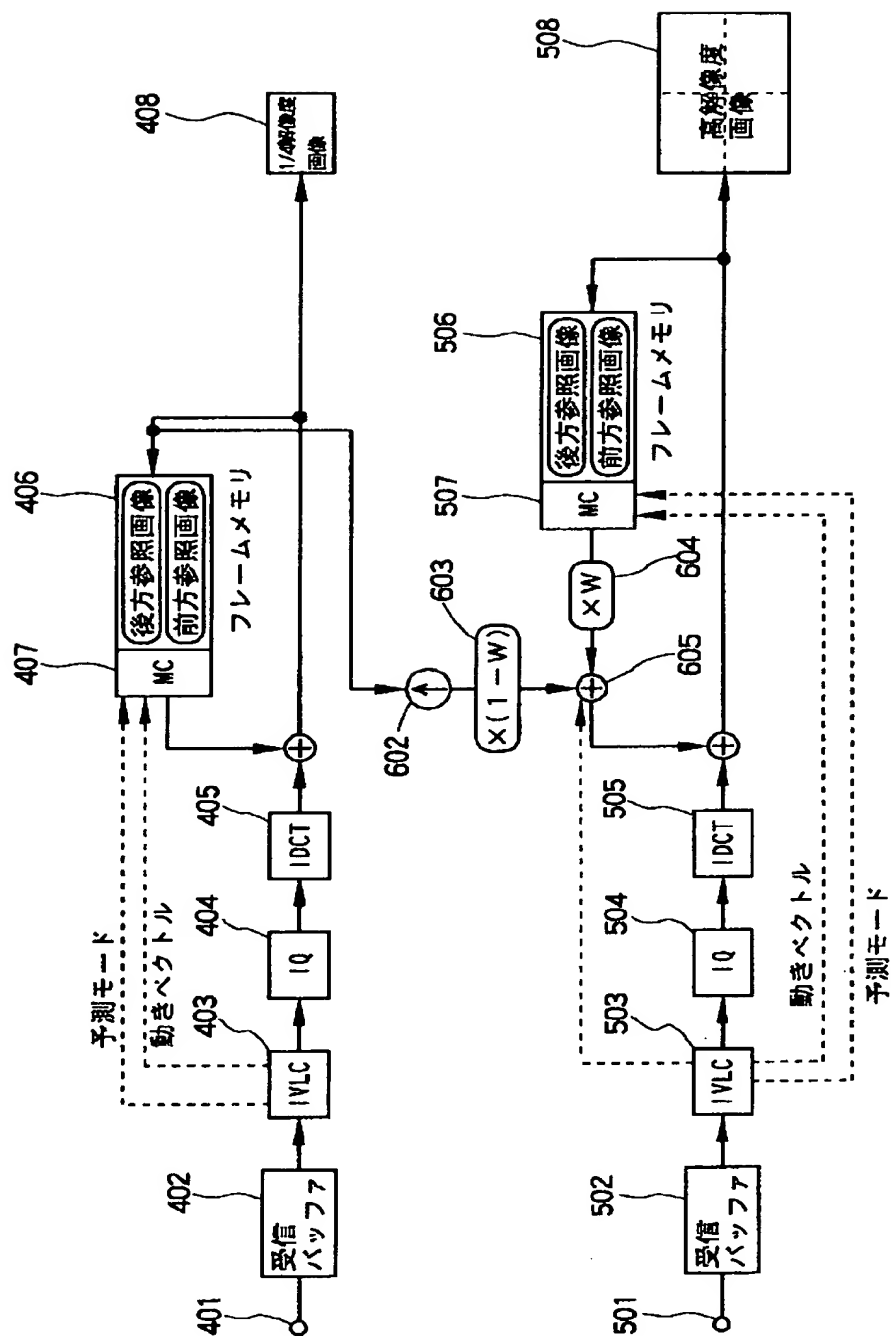 401
402
受信
バッファ
403
IVLC
404
IQ
405
IDCT
予測モード
動きベクトル
407
MC
406
後方参照画像
前方参照画像
フレームメモリ
408
1/4解像度
画像
602
603
×(1-W)
604
×W
605
501
502
受信
バッファ
503
IVLC
504
IQ
505
IDCT
動きベクトル
予測モード
507
MC
506
後方参照画像
前方参照画像
フレームメモリ
508
高解像度
画像